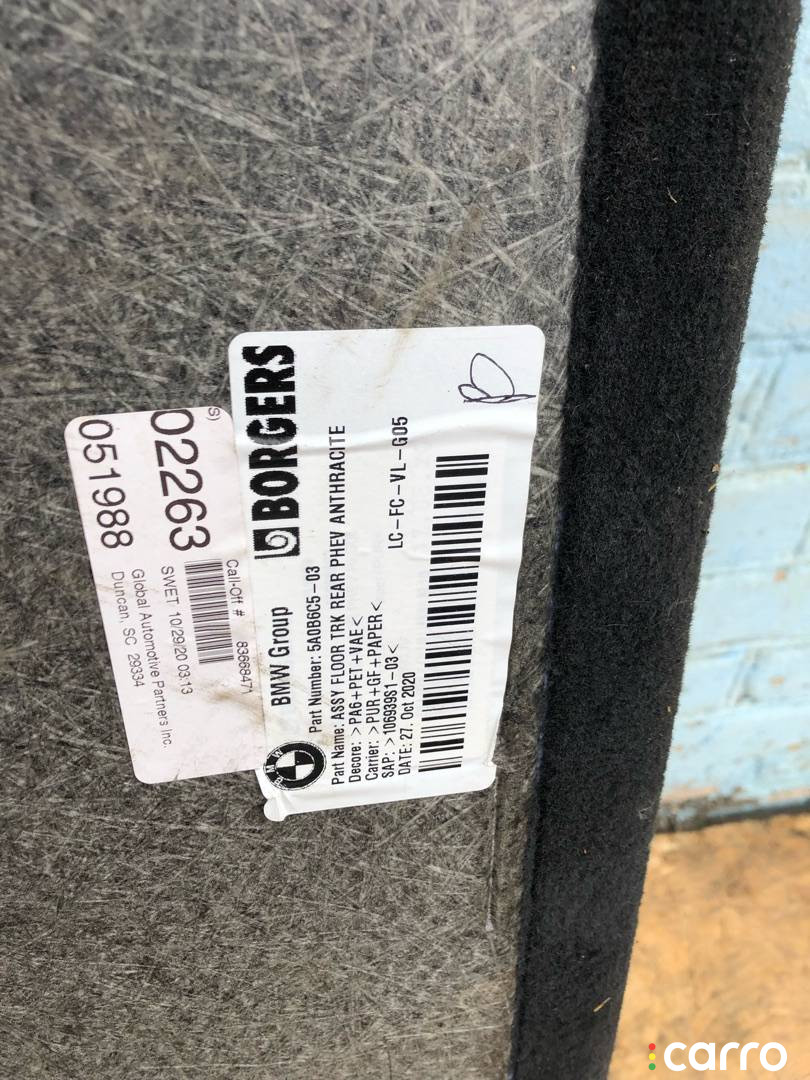 BORGERS
BMW Group
Part Number: 5A0B6C5-03
Part Name: ASSY FLOOR TRK REAR PHEV ANTHRACITE
Decore: >PA6+PET+VAE<
Carrier: >PUR+GF+PAPER<
SAP: >10693961-03<
DATE: 27. Oct 2020
LC-FC-VL-G05
BMW
S)
02263
051988
Call-Off # 83668471
SWET 10/29/20 03:13
Global Automotive Partners Inc.
Duncan, SC 29334
carro